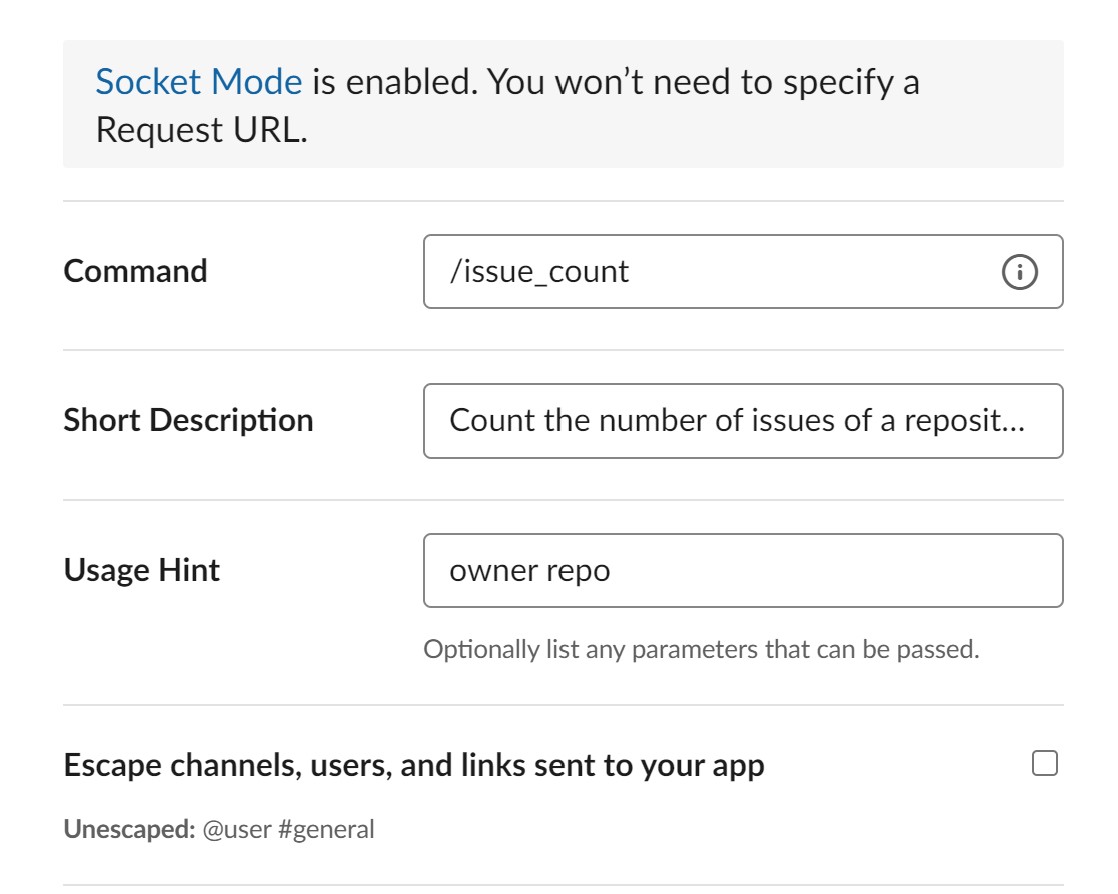 Socket Mode is enabled. You won’t need to specify a
Request URL.
Command
/issue_count
Short Description
Count the number of issues of a reposit...
Usage Hint
owner repo
Optionally list any parameters that can be passed.
Escape channels, users, and links sent to your app
Unescaped: @user #general